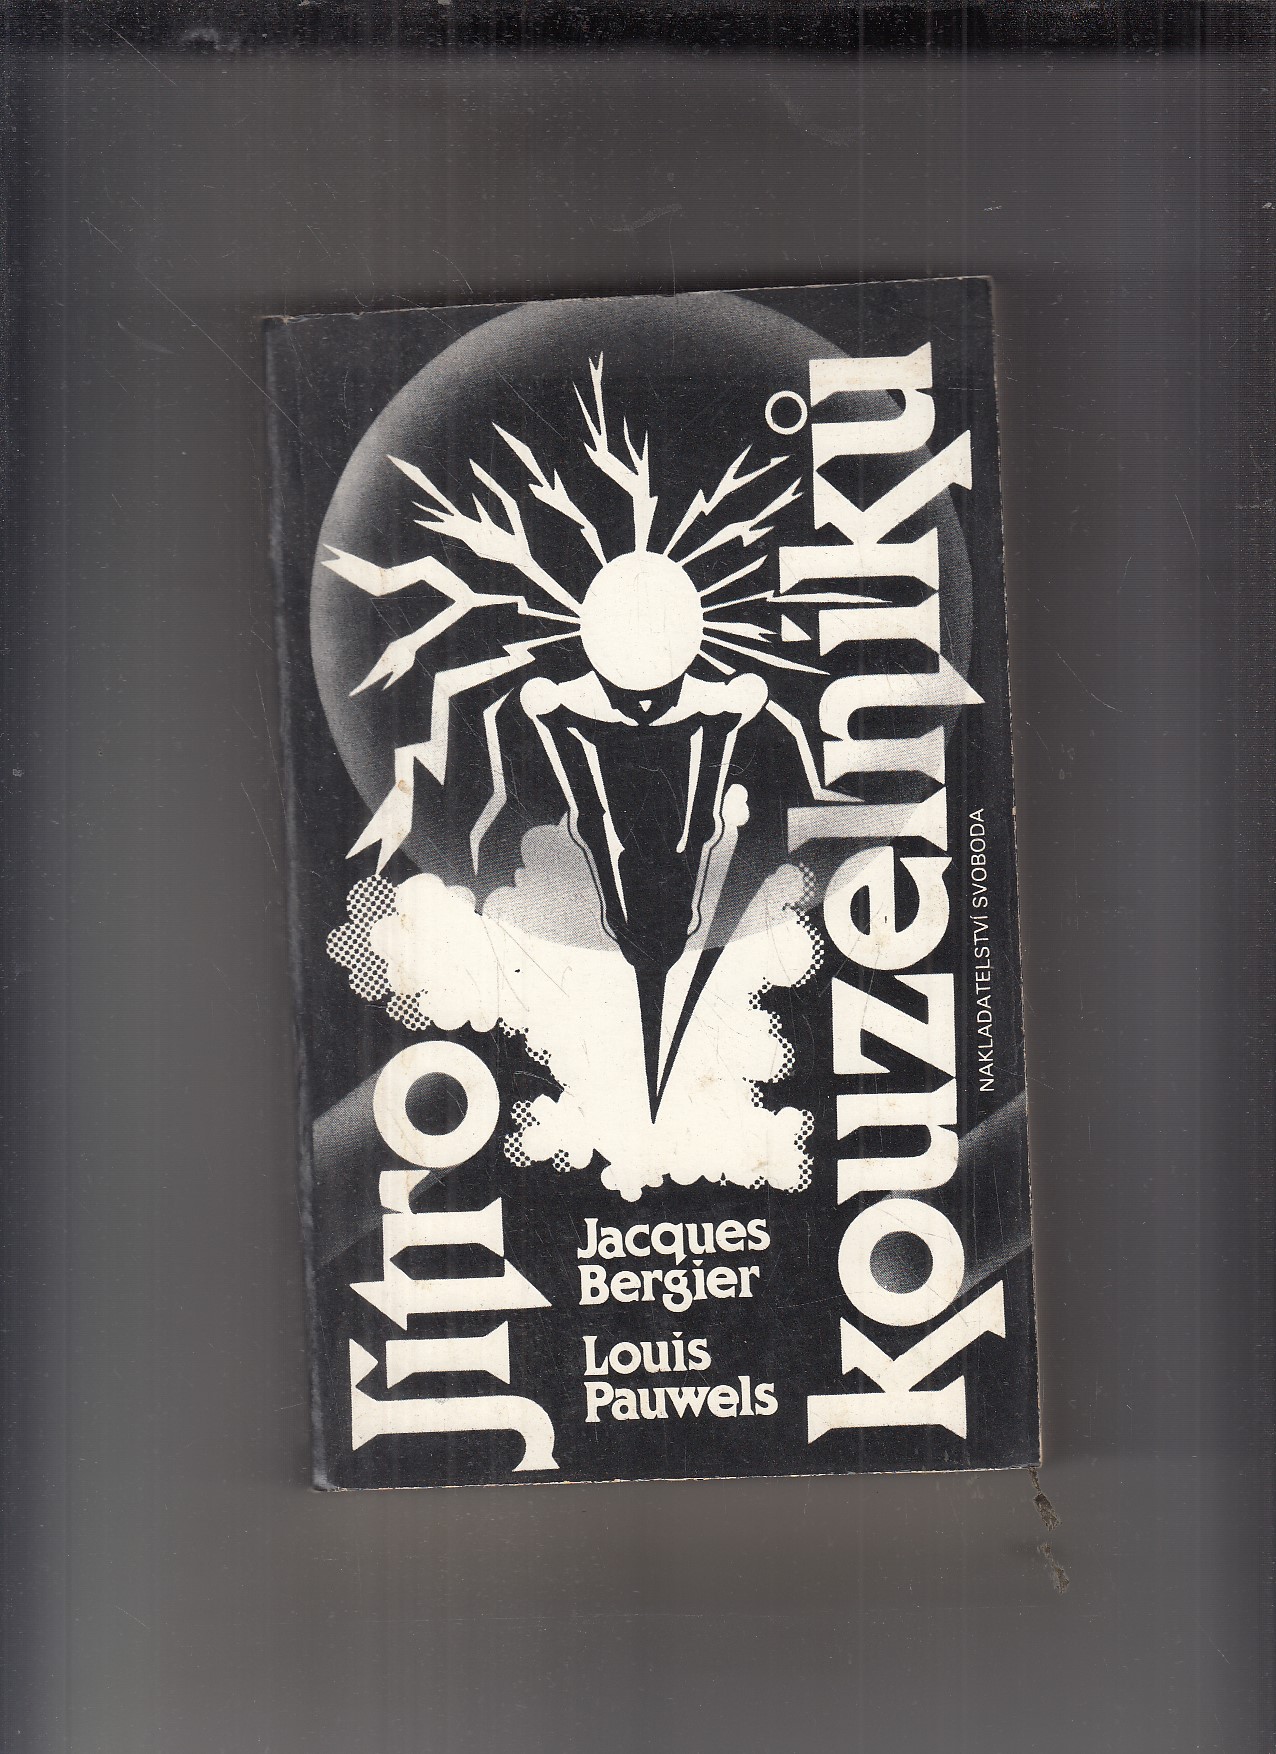 Jitro
kouzelníků
Jacques
Bergier
Louis
Pauwels
NAKLADATELSTVÍ SVOBODA